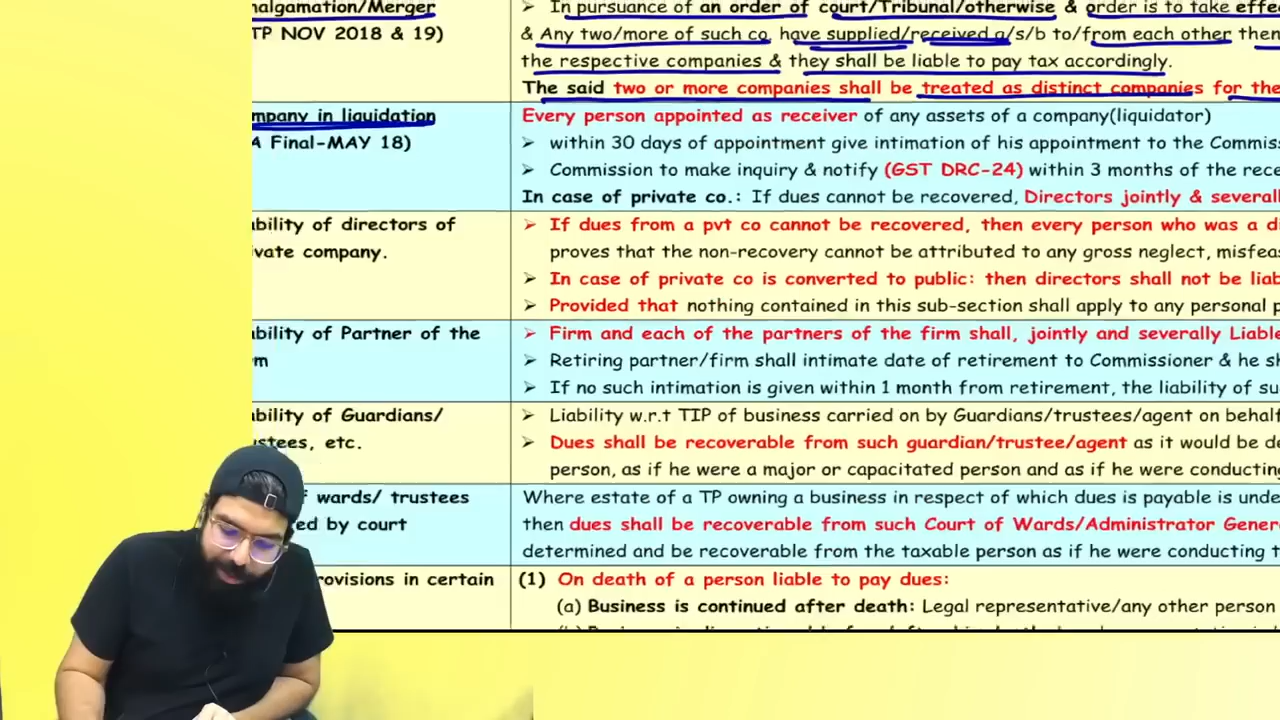 nalgamation/Merger
TP NOV 2018 & 19)
➢ In pursuance of an order of court/Tribunal/otherwise & order is to take effe
& Any two/more of such co. have supplied/received g/s/b to/from each other then
the respective companies & they shall be liable to pay tax accordingly.
The said two or more companies shall be treated as distinct companies for the
mpany in liquidation
A Final-MAY 18)
Every person appointed as receiver of any assets of a company(liquidator)
➢ within 30 days of appointment give intimation of his appointment to the Commis
➢ Commission to make inquiry & notify (GST DRC-24) within 3 months of the rece
In case of private co.: If dues cannot be recovered, Directors jointly & severall
ability of directors of
ivate company.
➢ If dues from a pvt co cannot be recovered, then every person who was a di
proves that the non-recovery cannot be attributed to any gross neglect, misfeas
➢ In case of private co is converted to public: then directors shall not be liab
➢ Provided that nothing contained in this sub-section shall apply to any personal p
ability of Partner of the
m
➢ Firm and each of the partners of the firm shall, jointly and severally Liable
➢ Retiring partner/firm shall intimate date of retirement to Commissioner & he sh
➢ If no such intimation is given within 1 month from retirement, the liability of su
ability of Guardians/
ustees, etc.
➢ Liability w.r.t TIP of business carried on by Guardians/trustees/agent on behalf
➢ Dues shall be recoverable from such guardian/trustee/agent as it would be de
person, as if he were a major or capacitated person and as if he were conducting
f wards/ trustees
ed by court
Where estate of a TP owning a business in respect of which dues is payable is unde
then dues shall be recoverable from such Court of Wards/Administrator Gener
determined and be recoverable from the taxable person as if he were conducting t
rovisions in certain
(1) On death of a person liable to pay dues:
(a) Business is continued after death: Legal representative/any other person